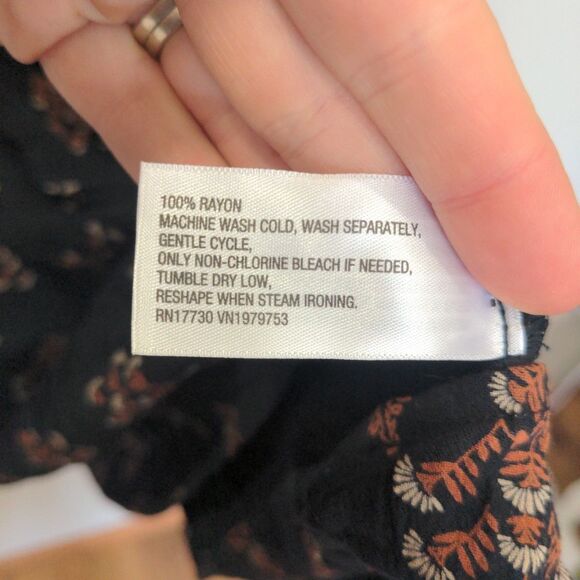 100% RAYON
MACHINE WASH COLD, WASH SEPARATELY,
GENTLE CYCLE,
ONLY NON-CHLORINE BLEACH IF NEEDED,
TUMBLE DRY LOW,
RESHAPE WHEN STEAM IRONING.
RN17730 VN1979753